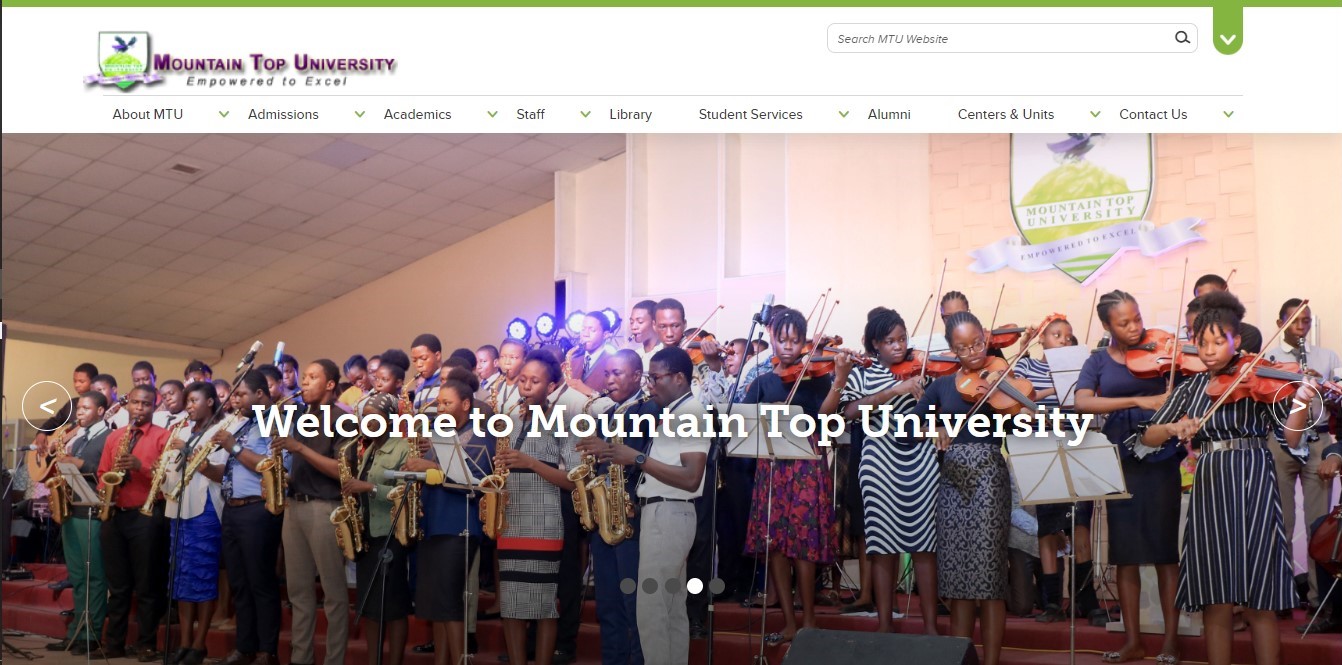 Mountain Top University
Empowered to Excel
Search MTU Website
About MTU
Admissions
Academics
Staff
Library
Student Services
Alumni
Centers & Units
Contact Us
MOUNTAIN TOP
UNIVERSITY
EMPOWERED TO EXCEL
<
Welcome to Mountain Top University
>